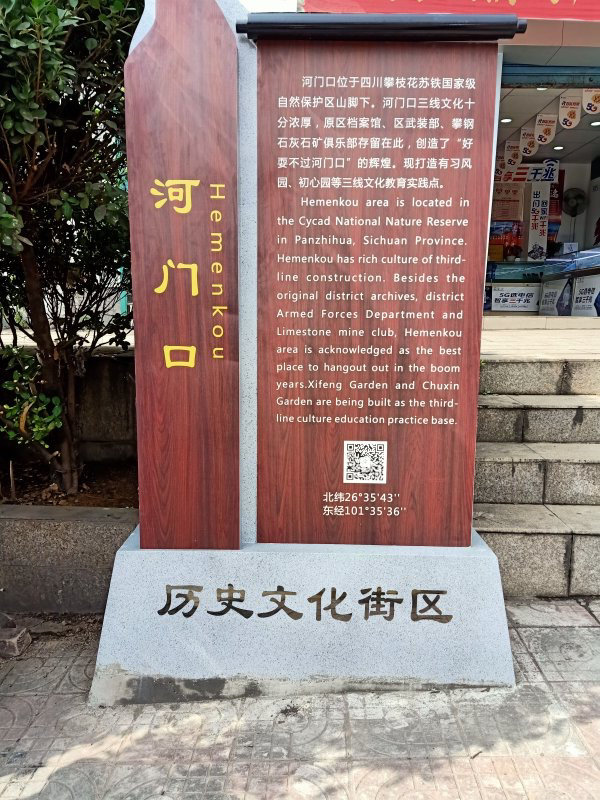 河门口
Hemenkou
河门口位于四川攀枝花苏铁国家级
自然保护区山脚下。河门口三线文化十
分浓厚，原区档案馆、区武装部、攀钢
石灰石矿俱乐部存留在此，创造了“好
耍不过河门口”的辉煌。现打造有习风
园、初心园等三线文化教育实践点。
Hemenkou area is located in
the Cycad National Nature Reserve
in Panzhihua, Sichuan Province.
Hemenkou has rich culture of third-
line construction. Besides the
original district archives, district
Armed Forces Department and
Limestone mine club, Hemenkou
area is acknowledged as the best
place to hangout out in the boom
years.Xifeng Garden and Chuxin
Garden are being built as the third-
line culture education practice base.
北纬26°35'43''
东经101°35'36''
历史文化街区
智享三千兆